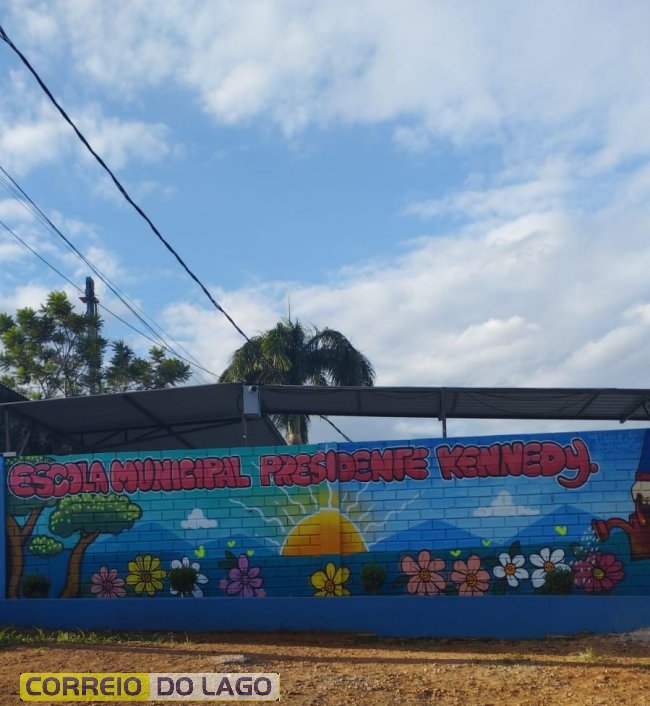 ESCOLA MUNICIPAL PRESIDENTE KENNEDY.
CORREIO DO LAGO